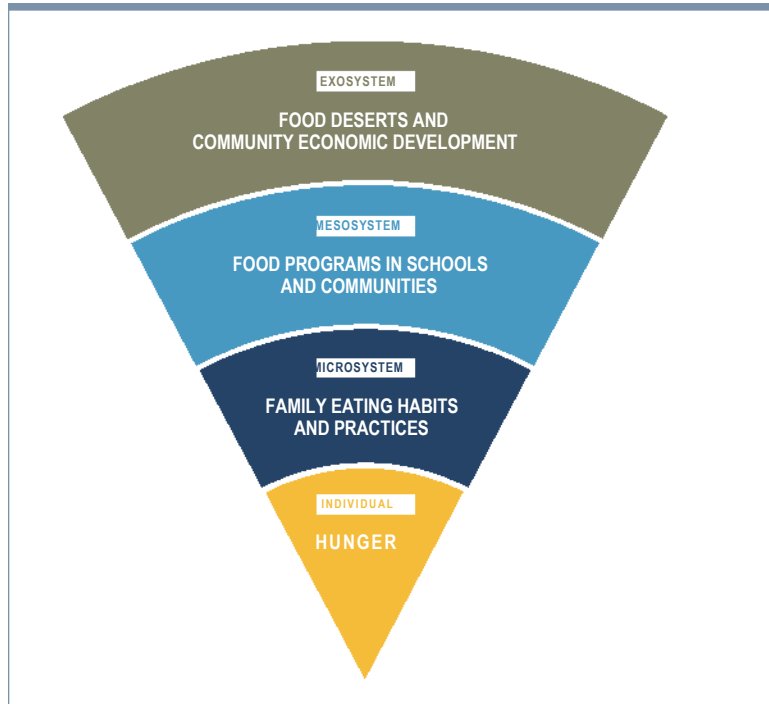 EXOSYSTEM
FOOD DESERTS AND
COMMUNITY ECONOMIC DEVELOPMENT
MESOSYSTEM
FOOD PROGRAMS IN SCHOOLS
AND COMMUNITIES
MICROSYSTEM
FAMILY EATING HABITS
AND PRACTICES
INDIVIDUAL
HUNGER